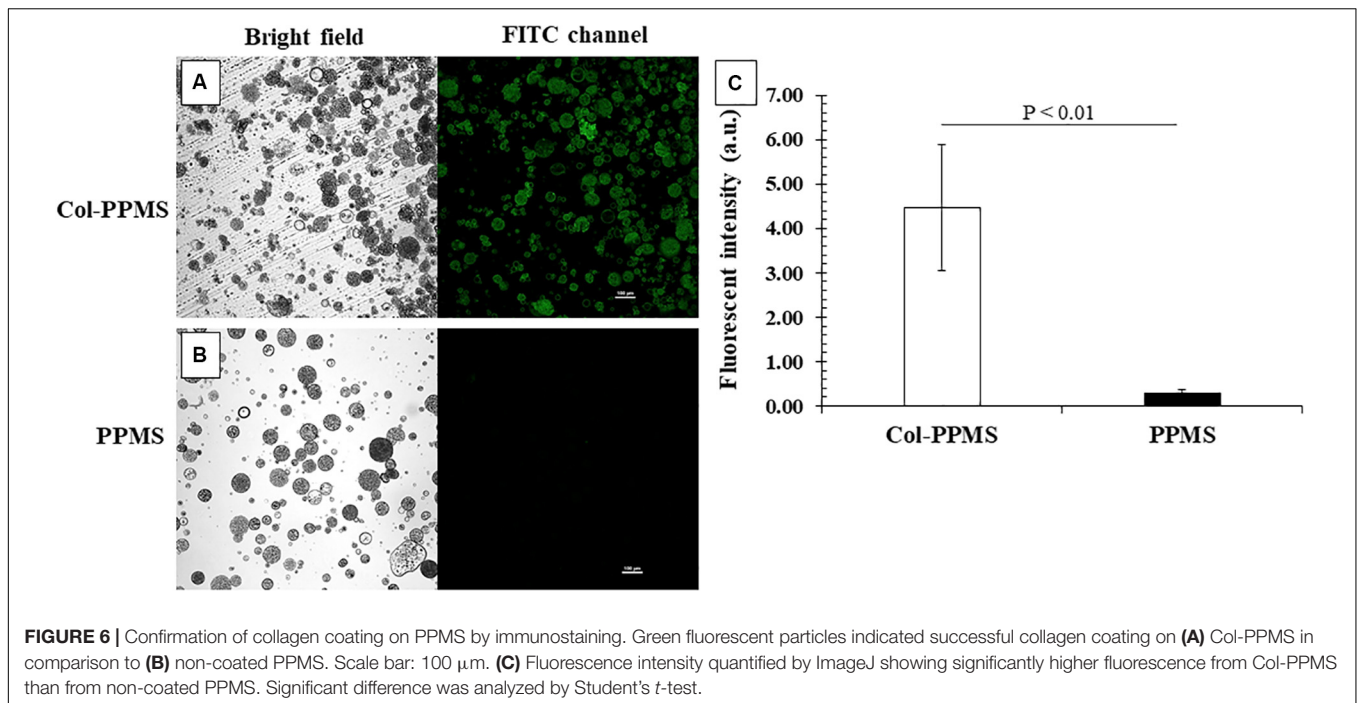 Bright field
FITC channel
A
Col-PPMS
100 µm
B
PPMS
100 µm
C
Fluorescent intensity (a.u.)
7.00
6.00
5.00
4.00
3.00
2.00
1.00
0.00
P < 0.01
Col-PPMS
PPMS
FIGURE 6 | Confirmation of collagen coating on PPMS by immunostaining. Green fluorescent particles indicated successful collagen coating on (A) Col-PPMS in
comparison to (B) non-coated PPMS. Scale bar: 100 µm. (C) Fluorescence intensity quantified by ImageJ showing significantly higher fluorescence from Col-PPMS
than from non-coated PPMS. Significant difference was analyzed by Student's t-test.